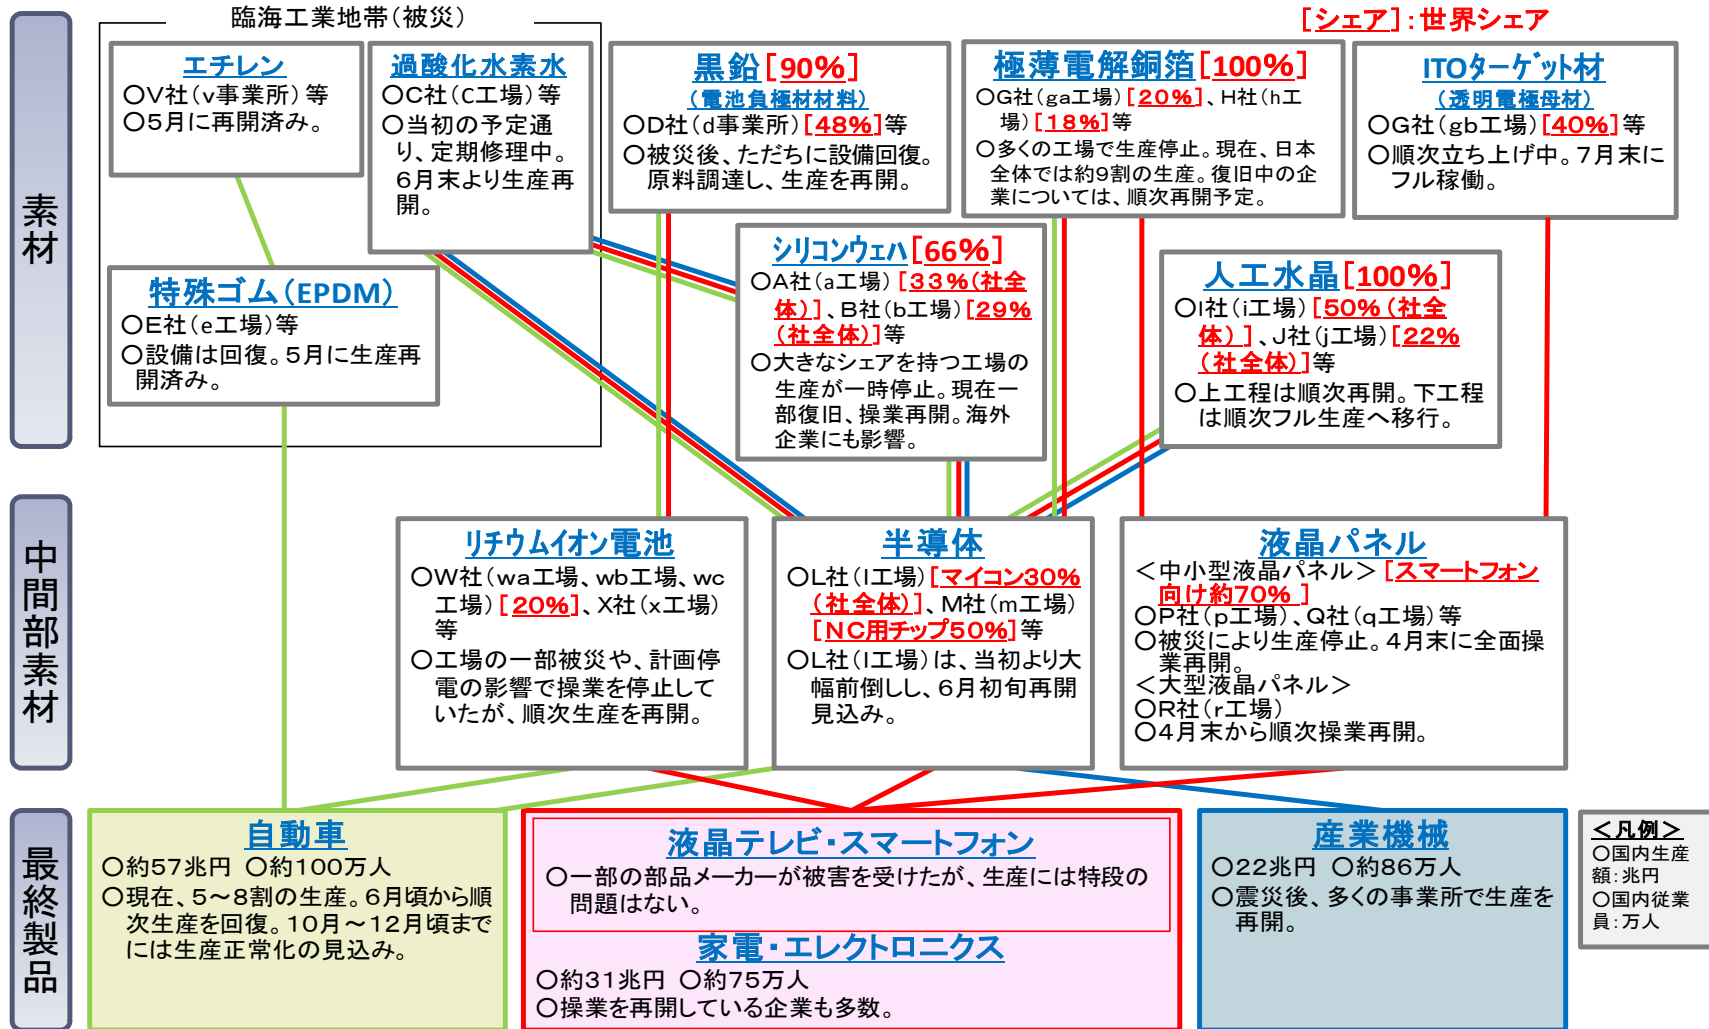 臨海工業地帯(被災)
[シェア]:世界シェア
素材
エチレン
○V社(v事業所)等
○5月に再開済み。
過酸化水素水
○C社(C工場)等
○当初の予定通
り、定期修理中。
6月末より生産再
開。
黒鉛[90%]
(電池負極材材料)
○D社(d事業所)[48%]等
○被災後、ただちに設備回復。
原料調達し、生産を再開。
極薄電解銅箔[100%]
○G社(ga工場)[20%]、H社(h工
場)[18%]等
○多くの工場で生産停止。現在、日本
全体では約9割の生産。復旧中の企
業については、順次再開予定。
ITOターゲット材
(透明電極母材)
○G社(gb工場)[40%]等
○順次立ち上げ中。7月末に
フル稼働。
特殊ゴム(EPDM)
○E社(e工場)等
○設備は回復。5月に生産再
開済み。
シリコンウェハ[66%]
○A社(a工場)[33%(社全
体)]、B社(b工場)[29%
(社全体)]等
○大きなシェアを持つ工場の
生産が一時停止。現在一
部復旧、操業再開。海外
企業にも影響。
人工水晶[100%]
○I社(i工場)[50%(社全
体)]、J社(j工場)[22%
(社全体)]等
○上工程は順次再開。下工程
は順次フル生産へ移行。
中間部素材
リチウムイオン電池
○W社(wa工場、wb工場、wc
工場)[20%]、X社(x工場)
等
○工場の一部被災や、計画停
電の影響で操業を停止して
いたが、順次生産を再開。
半導体
○L社(l工場)[マイコン30%
(社全体)]、M社(m工場)
[NC用チップ50%]等
○L社(l工場)は、当初より大
幅前倒しし、6月初旬再開
見込み。
液晶パネル
<中小型液晶パネル>[スマートフォン
向け約70% ]
○P社(p工場)、Q社(q工場)等
○被災により生産停止。4月末に全面操
業再開。
<大型液晶パネル>
○R社(r工場)
○4月末から順次操業再開。
最終製品
自動車
○約57兆円 ○約100万人
○現在、5~8割の生産。6月頃から順
次生産を回復。10月~12月頃まで
には生産正常化の見込み。
液晶テレビ・スマートフォン
○一部の部品メーカーが被害を受けたが、生産には特段の
問題はない。
家電・エレクトロニクス
○約31兆円 ○約75万人
○操業を再開している企業も多数。
産業機械
○22兆円 ○約86万人
○震災後、多くの事業所で生産を
再開。
<凡例>
○国内生産
額:兆円
○国内従業
員:万人